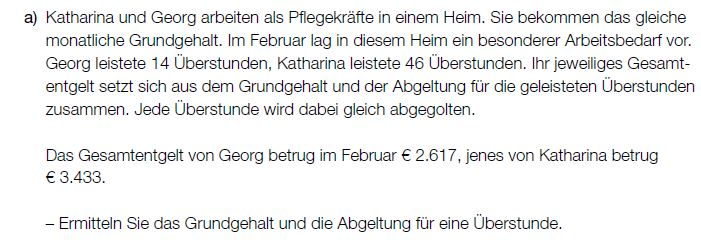 a) Katharina und Georg arbeiten als Pflegekräfte in einem Heim. Sie bekommen das gleiche
monatliche Grundgehalt. Im Februar lag in diesem Heim ein besonderer Arbeitsbedarf vor.
Georg leistete 14 Überstunden, Katharina leistete 46 Überstunden. Ihr jeweiliges Gesamt-
entgelt setzt sich aus dem Grundgehalt und der Abgeltung für die geleisteten Überstunden
zusammen. Jede Überstunde wird dabei gleich abgegolten.
Das Gesamtentgelt von Georg betrug im Februar € 2.617, jenes von Katharina betrug
€ 3.433.
– Ermitteln Sie das Grundgehalt und die Abgeltung für eine Überstunde.